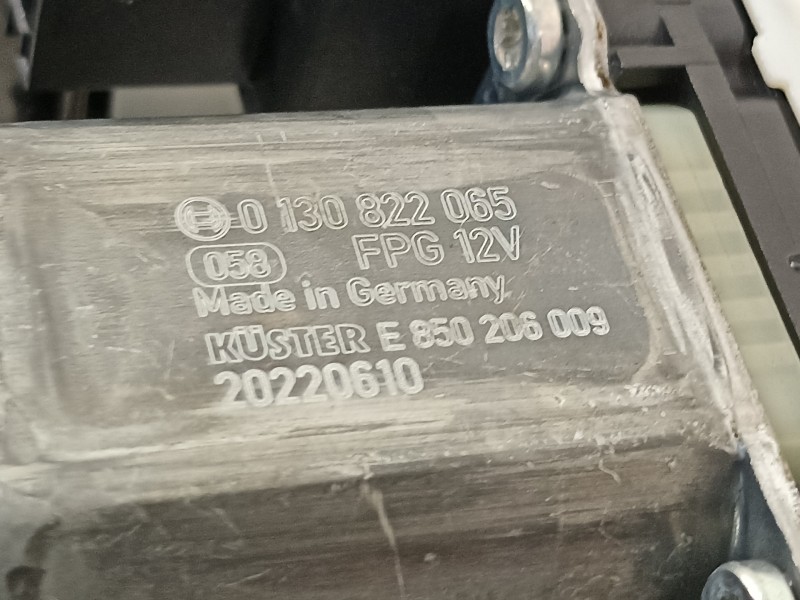 0 130 822 065
058 FPG 12V
Made in Germany
KÜSTER E 850 206 009
20220610